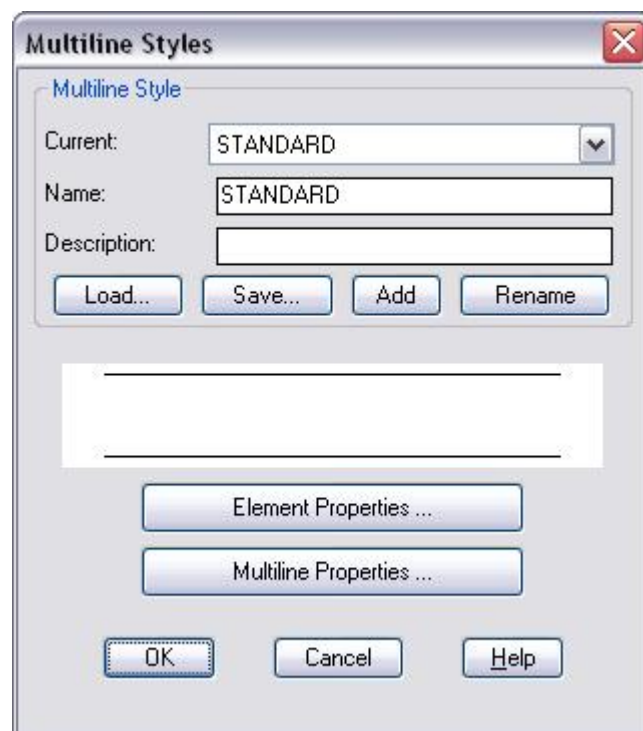 Multiline Styles
Multiline Style
Current: STANDARD
Name: STANDARD
Description:
Load... Save... Add Rename
Element Properties ...
Multiline Properties ...
OK Cancel Help